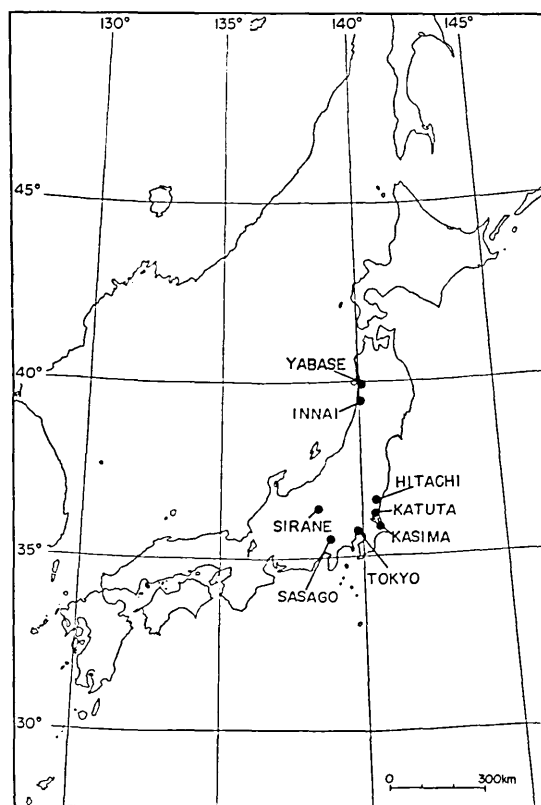 130° 135° 140° 145°
45°
40°
YABASE
INNAI
HITACHI
KATUTA
SIRANE
KASIMA
35°
TOKYO
SASAGO
30°
0 300km